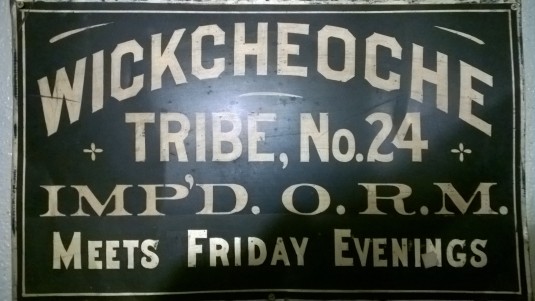 WICKCHEOCHE
TRIBE, No. 24
IMP'D. O. R. M.
MEETS FRIDAY EVENINGS